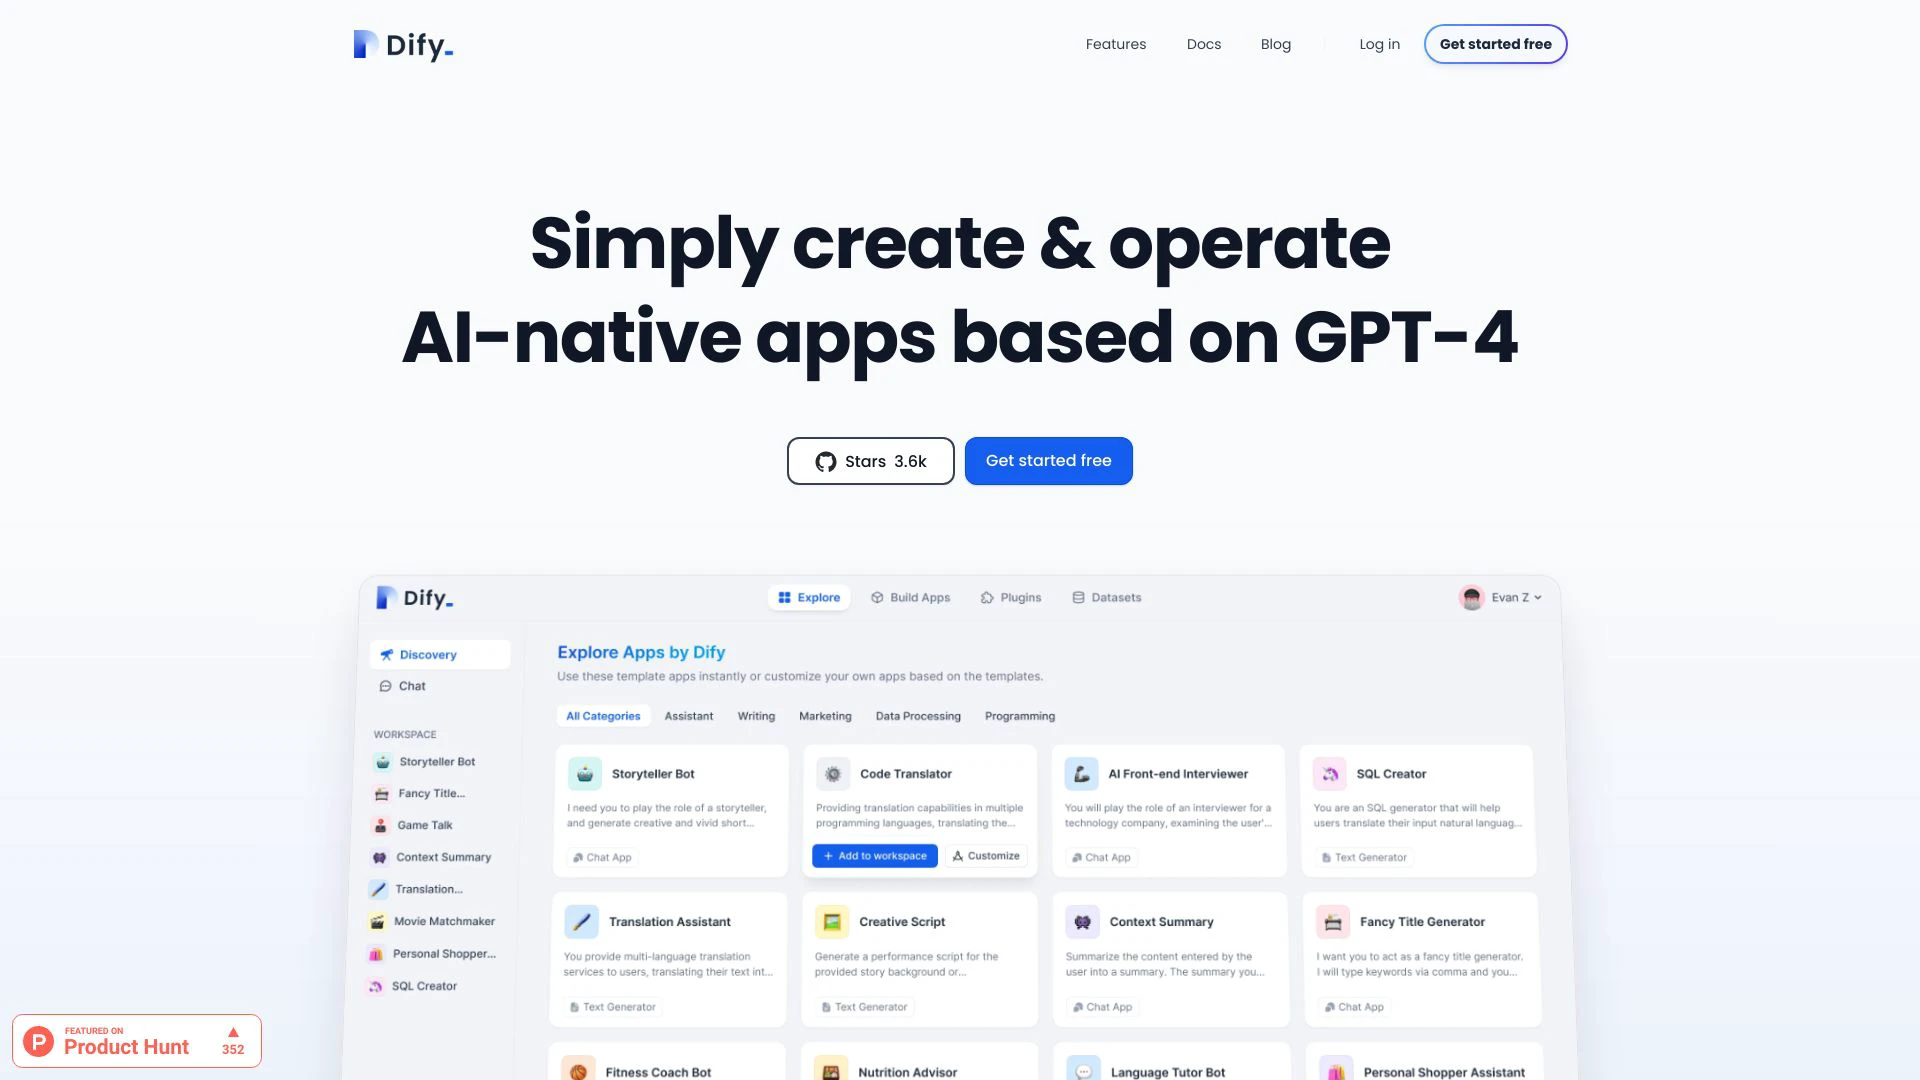 Dify_
Features Docs Blog Log in Get started free
Simply create & operate
AI-native apps based on GPT-4
Stars 3.6k Get started free
Dify_ Explore Build Apps Plugins Datasets Evan Z
Discovery
Chat
WORKSPACE
Storyteller Bot
Fancy Title...
Game Talk
Context Summary
Translation...
Movie Matchmaker
Personal Shopper...
SQL Creator
Explore Apps by Dify
Use these template apps instantly or customize your own apps based on the templates.
All Categories Assistant Writing Marketing Data Processing Programming
Storyteller Bot
I need you to play the role of a storyteller,
and generate creative and vivid short...
Chat App
Code Translator
Providing translation capabilities in multiple
programming languages, translating the...
+ Add to workspace Customize
AI Front-end Interviewer
You will play the role of an interviewer for a
technology company, examining the user'...
Chat App
SQL Creator
You are an SQL generator that will help
users translate their input natural languag...
Text Generator
Translation Assistant
You provide multi-language translation
services to users, translating their text int...
Text Generator
Creative Script
Generate a performance script for the
provided story background or...
Text Generator
Context Summary
Summarize the content entered by the
user into a summary. The summary you...
Chat App
Fancy Title Generator
I want you to act as a fancy title generator.
I will type keywords via comma and you...
Chat App
Fitness Coach Bot
Nutrition Advisor
Language Tutor Bot
Personal Shopper Assistant
P
FEATURED ON
Product Hunt
352